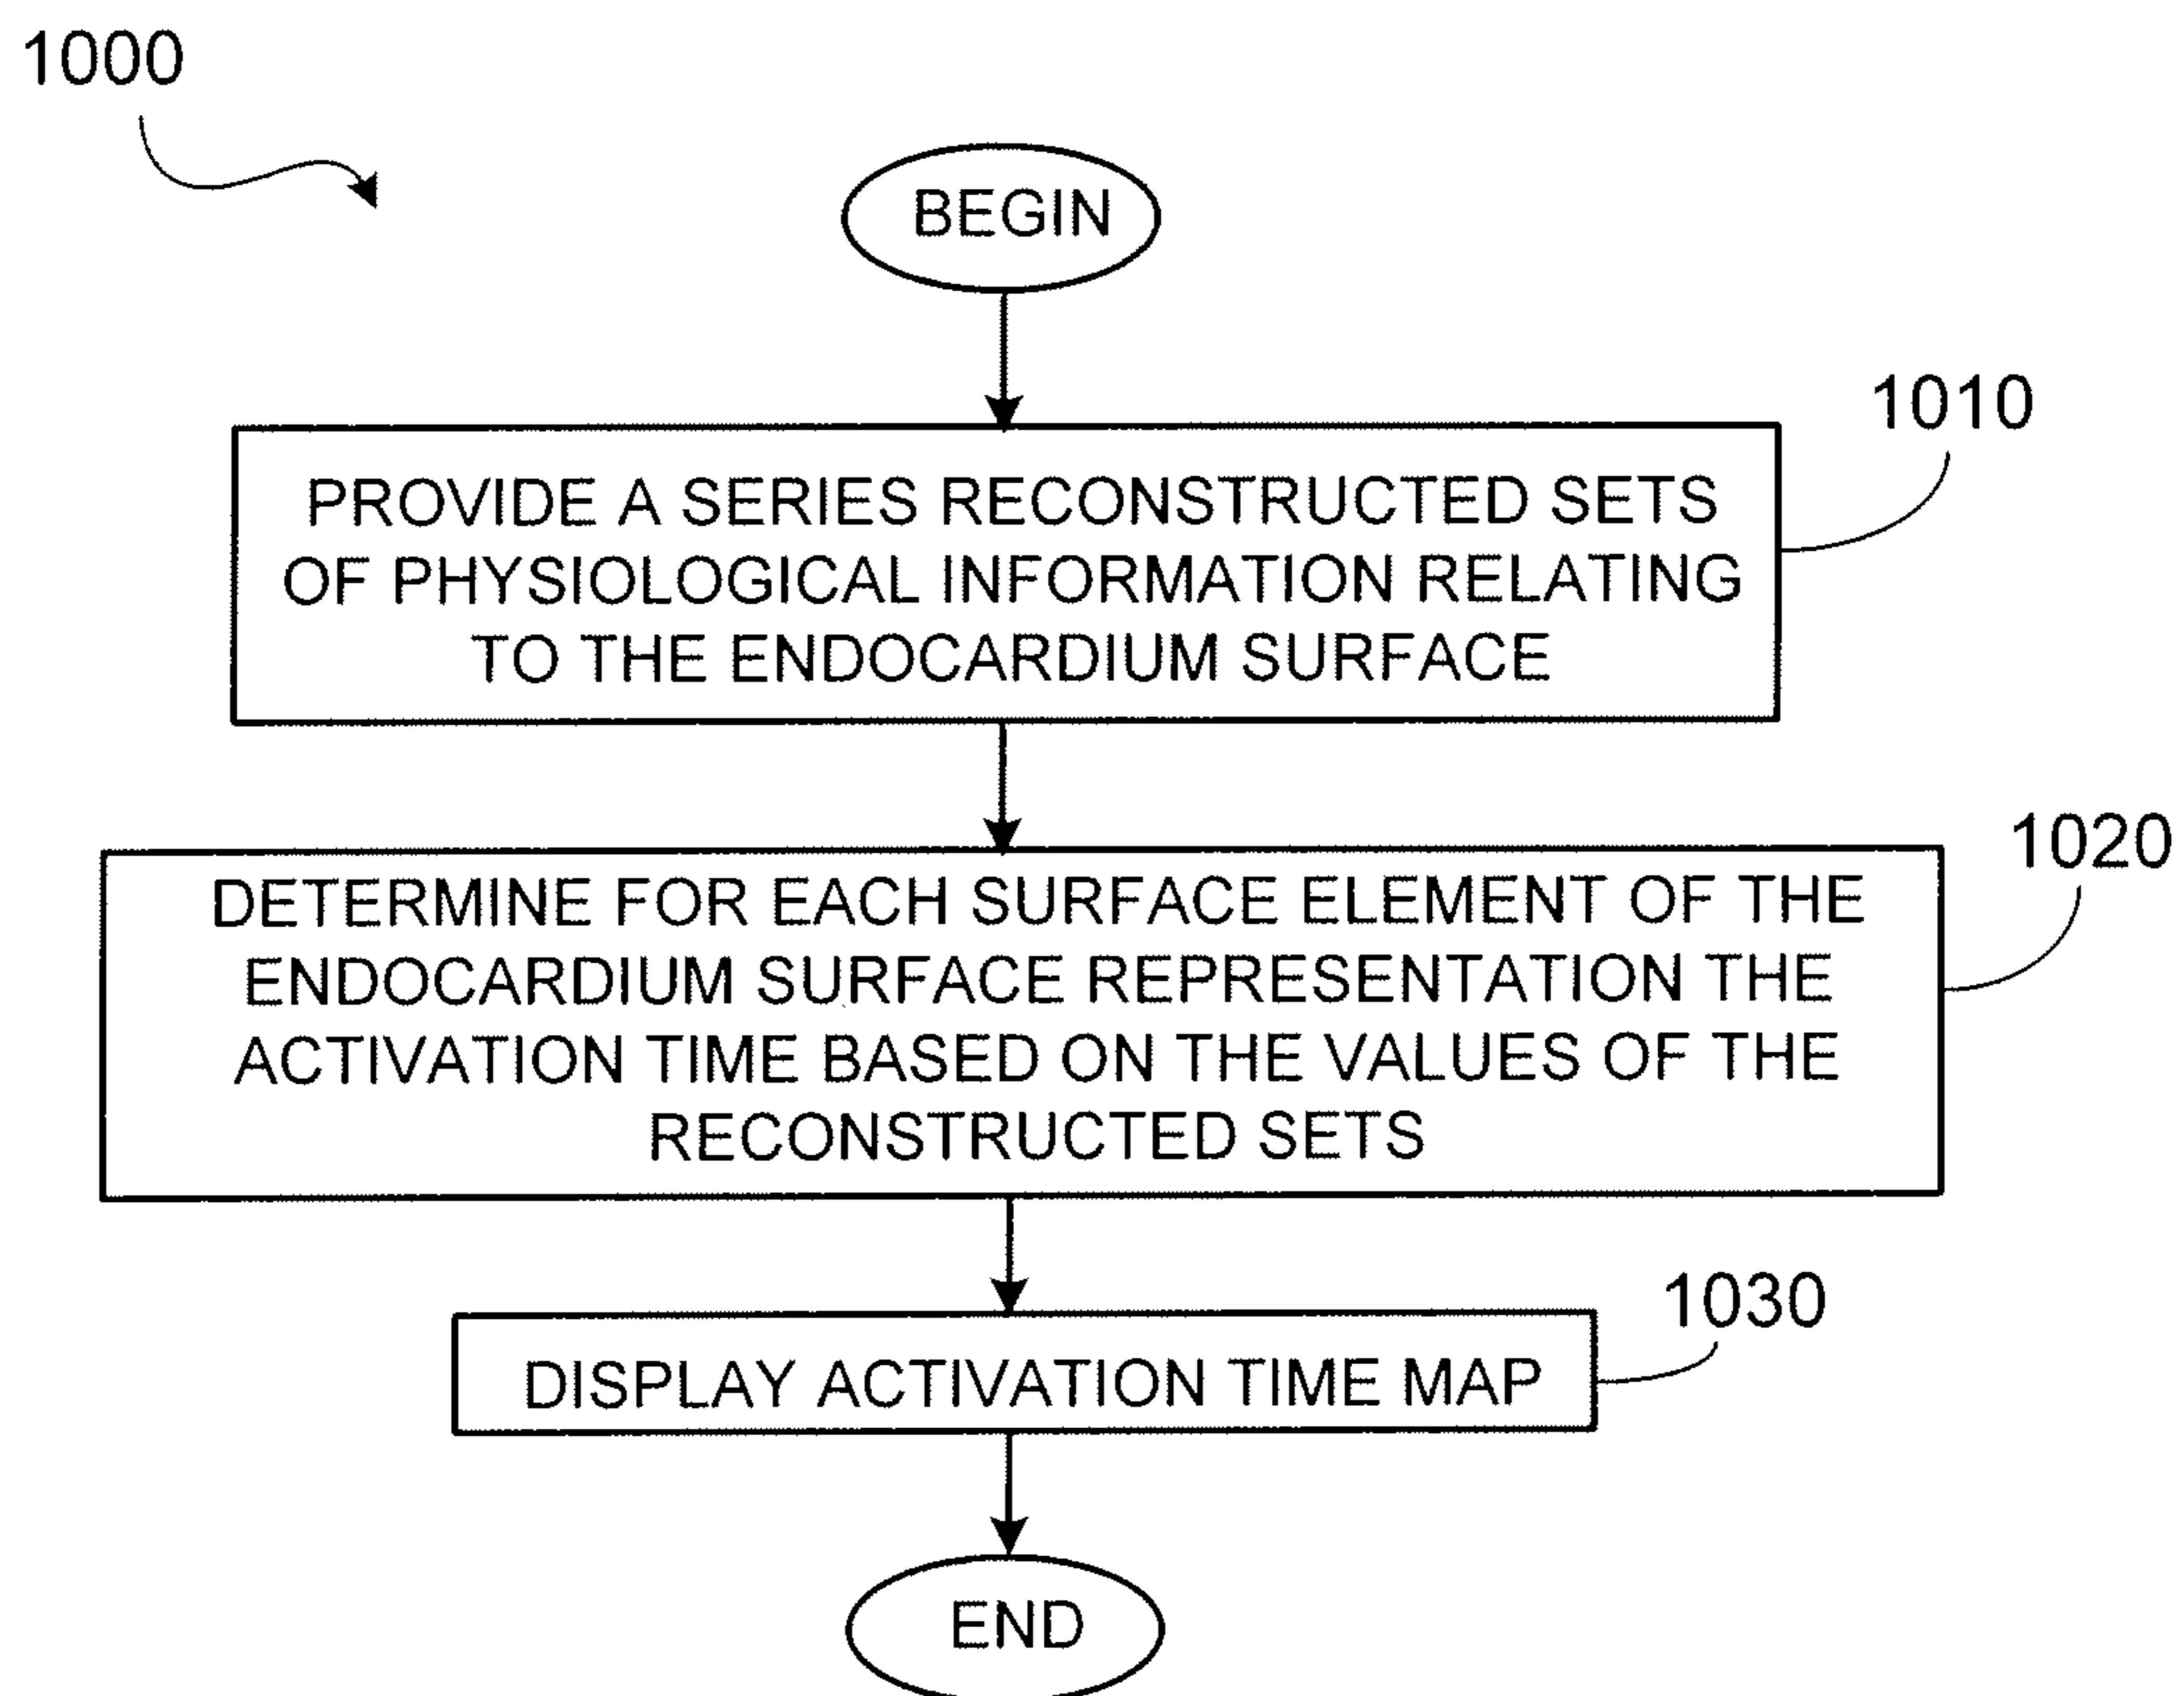 1000
BEGIN
1010
PROVIDE A SERIES RECONSTRUCTED SETS
OF PHYSIOLOGICAL INFORMATION RELATING
TO THE ENDOCARDIUM SURFACE
1020
DETERMINE FOR EACH SURFACE ELEMENT OF THE
ENDOCARDIUM SURFACE REPRESENTATION THE
ACTIVATION TIME BASED ON THE VALUES OF THE
RECONSTRUCTED SETS
1030
DISPLAY ACTIVATION TIME MAP
END